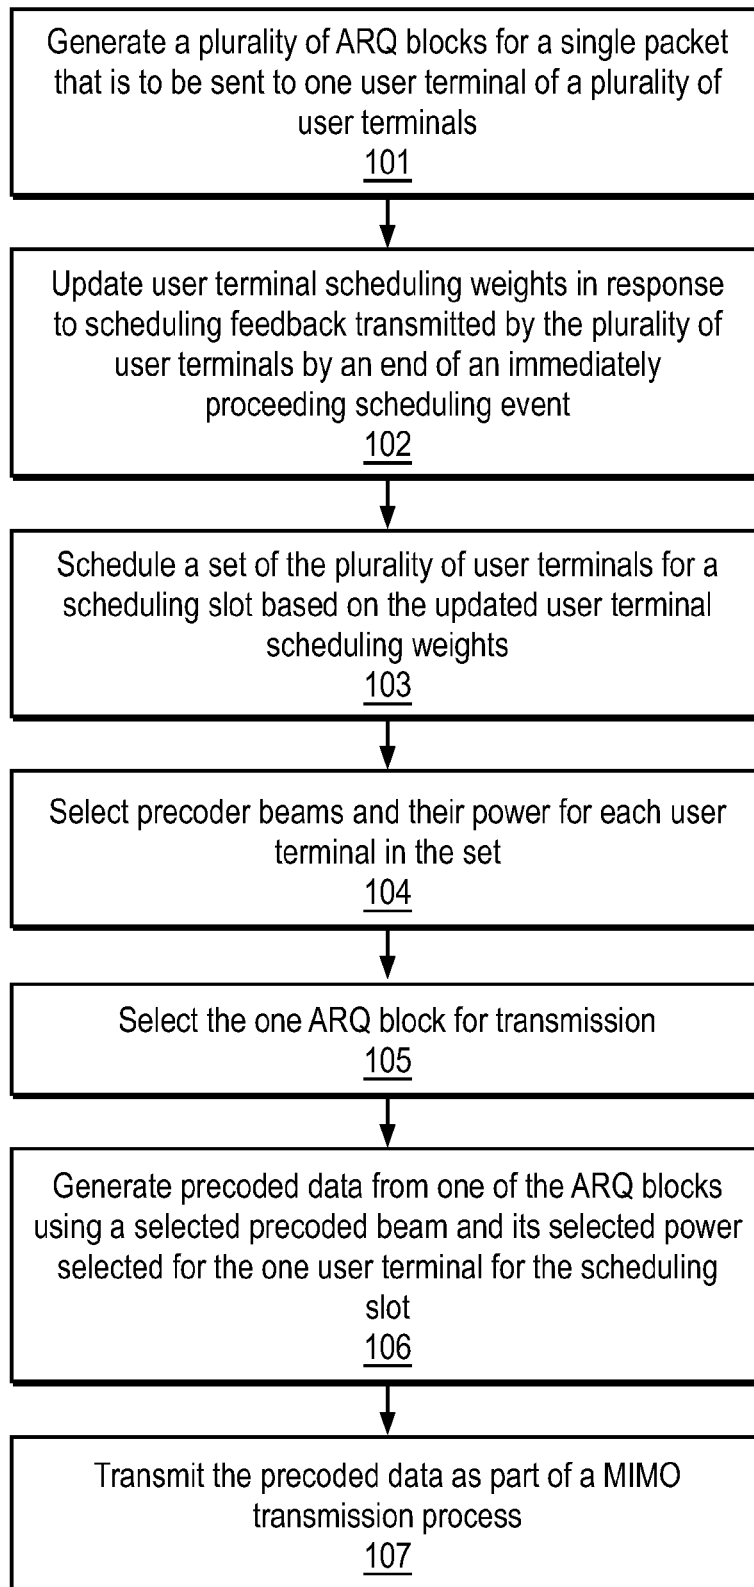 Generate a plurality of ARQ blocks for a single packet
that is to be sent to one user terminal of a plurality of
user terminals
101
Update user terminal scheduling weights in response
to scheduling feedback transmitted by the plurality of
user terminals by an end of an immediately
proceeding scheduling event
102
Schedule a set of the plurality of user terminals for a
scheduling slot based on the updated user terminal
scheduling weights
103
Select precoder beams and their power for each user
terminal in the set
104
Select the one ARQ block for transmission
105
Generate precoded data from one of the ARQ blocks
using a selected precoded beam and its selected power
selected for the one user terminal for the scheduling
slot
106
Transmit the precoded data as part of a MIMO
transmission process
107